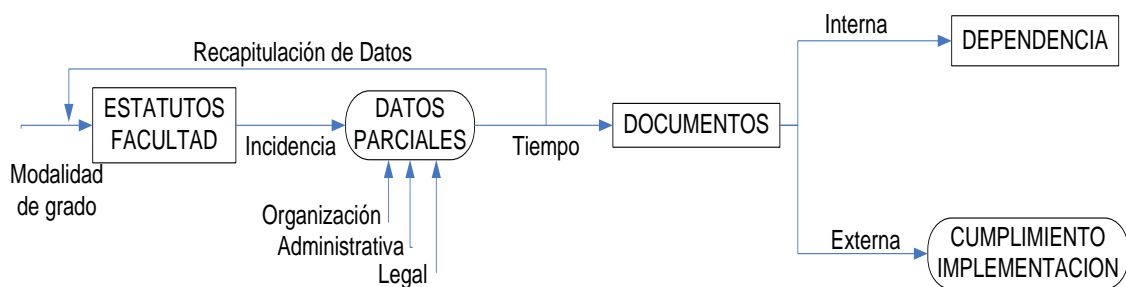 Interna
DEPENDENCIA
Recapitulación de Datos
ESTATUTOS
FACULTAD
DATOS
PARCIALES
DOCUMENTOS
Incidencia
Tiempo
Modalidad
de grado
Organización
Administrativa
Legal
Externa
CUMPLIMIENTO
IMPLEMENTACION